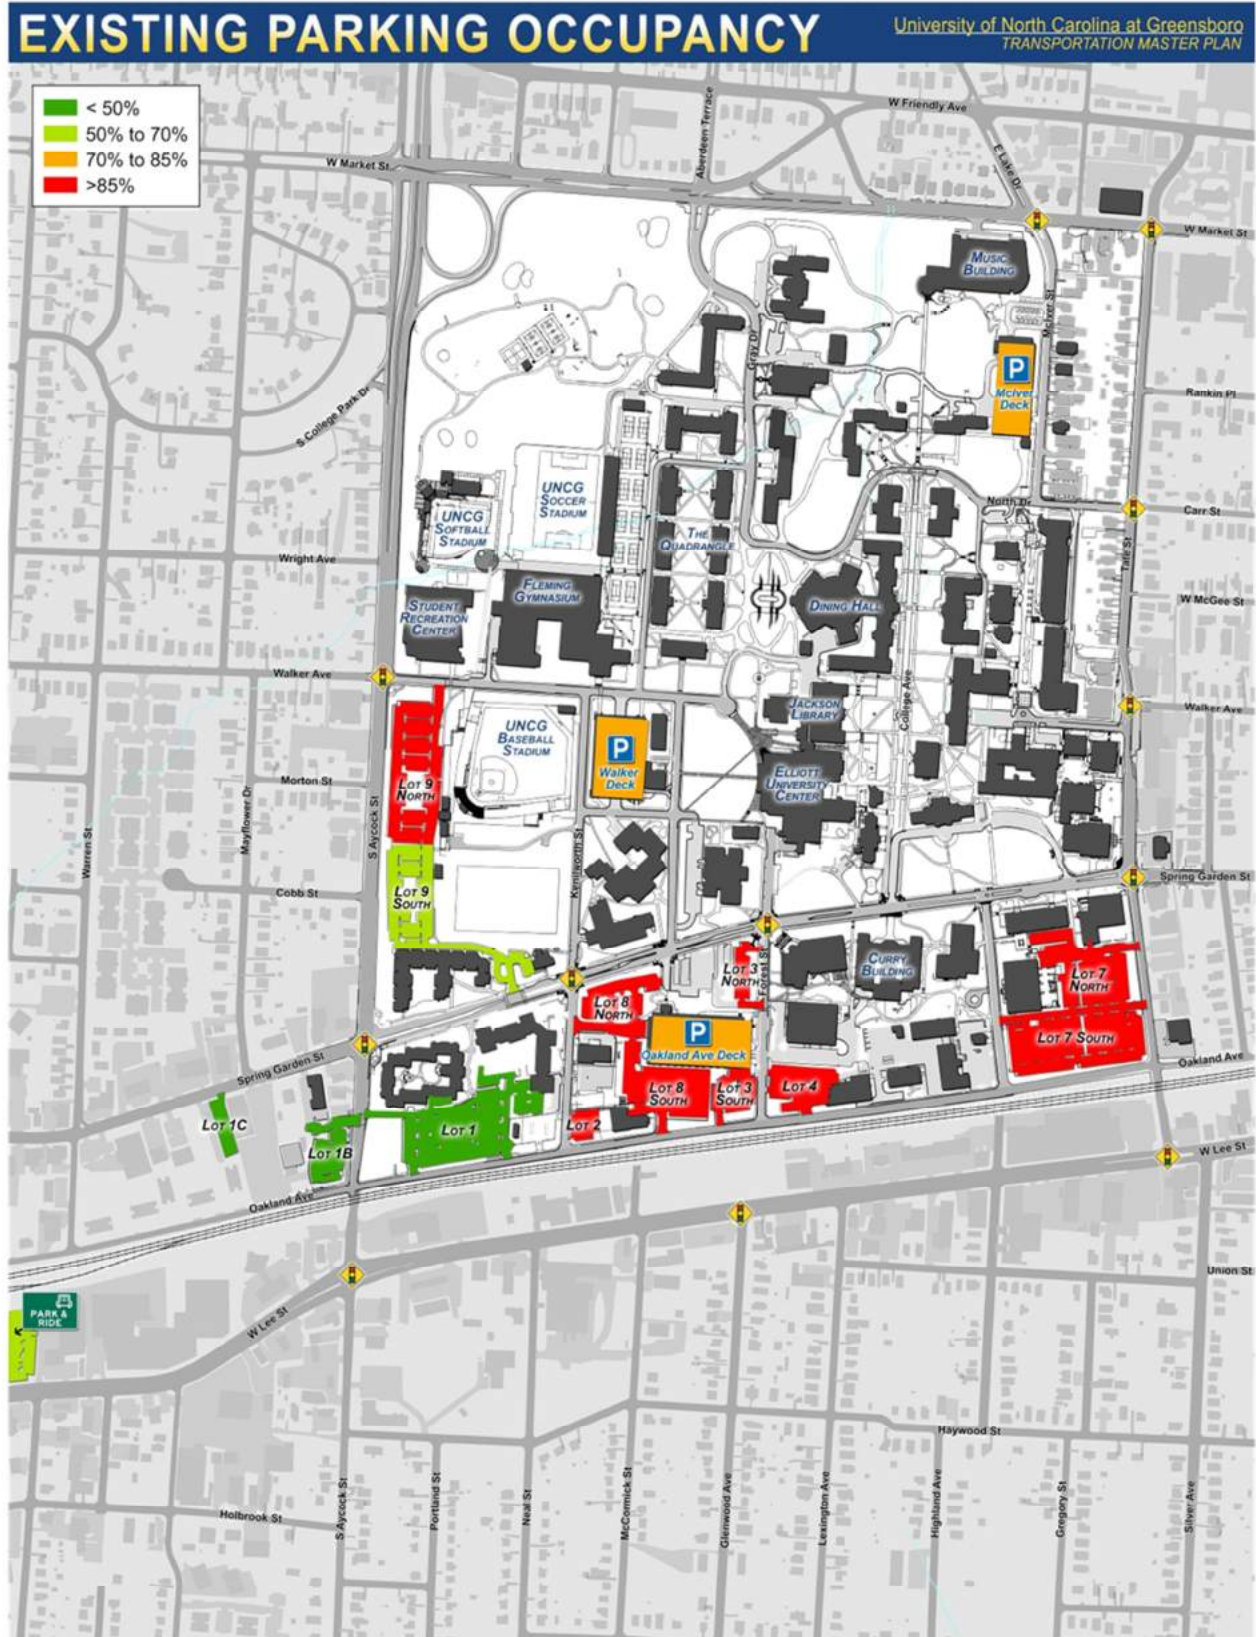 EXISTING PARKING OCCUPANCY
University of North Carolina at Greensboro
TRANSPORTATION MASTER PLAN
< 50%
50% to 70%
70% to 85%
>85%
W Friendly Ave
Aberdeen Terrace
E Lake Dr
W Market St
W Market St
MUSIC
BUILDING
McIver St
Gray Dr
P
McIver
Deck
Rankin Pl
S College Park Dr
UNCG
SOCCER
STADIUM
UNCG
SOFTBALL
STADIUM
THE
QUADRANGLE
North Dr
Carr St
Tate St
Wright Ave
FLEMING
GYMNASIUM
STUDENT
RECREATION
CENTER
DINING HALL
W McGee St
Walker Ave
College Ave
JACKSON
LIBRARY
Walker Ave
UNCG
BASEBALL
STADIUM
P
Walker
Deck
ELLIOTT
UNIVERSITY
CENTER
Morton St
LOT 9
NORTH
Mayflower Dr
S Aycock St
Warren St
Kenilworth St
Cobb St
LOT 9
SOUTH
Spring Garden St
CURRY
BUILDING
LOT 3
NORTH
Forest St
LOT 7
NORTH
LOT 8
NORTH
P
Oakland Ave Deck
LOT 7 SOUTH
Oakland Ave
Spring Garden St
LOT 8
SOUTH
LOT 3
SOUTH
LOT 4
LOT 1C
LOT 1
LOT 2
LOT 1B
W Lee St
Oakland Ave
Union St
PARK &
RIDE
W Lee St
Haywood St
Holbrook St
S Aycock St
Portland St
Neal St
McCormick St
Glenwood Ave
Lexington Ave
Highland Ave
Gregory St
Silver Ave